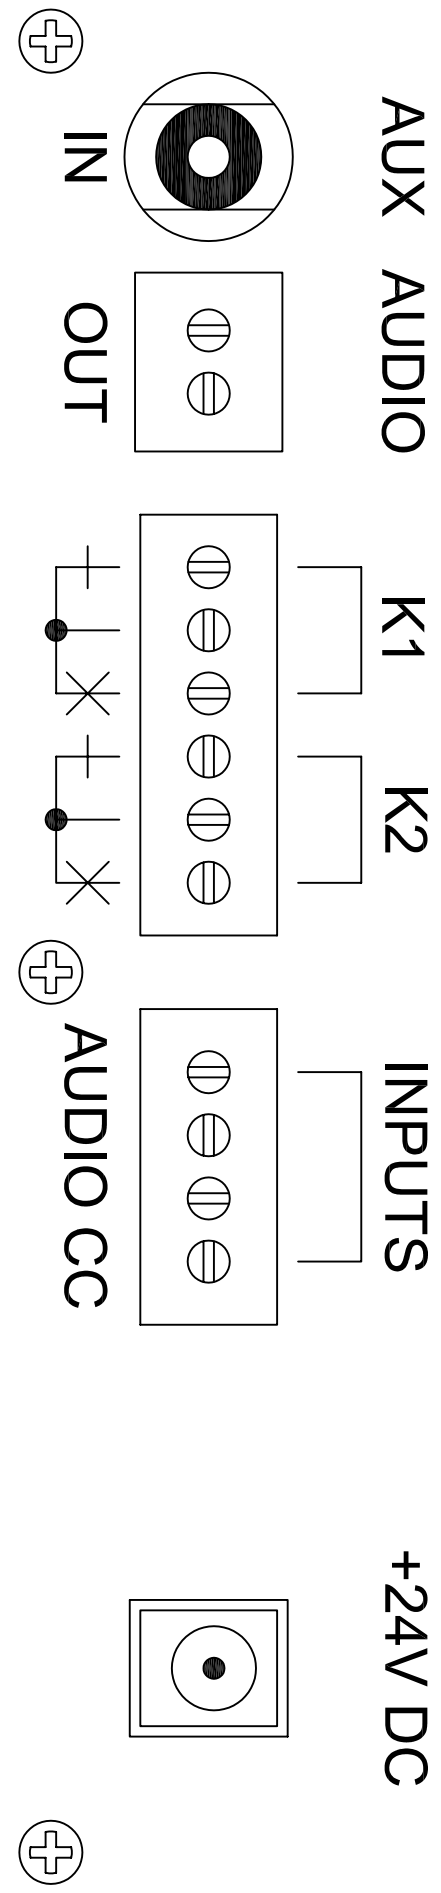 AUX AUDIO
K1
K2
INPUTS
+24V DC
IN
OUT
AUDIO CC